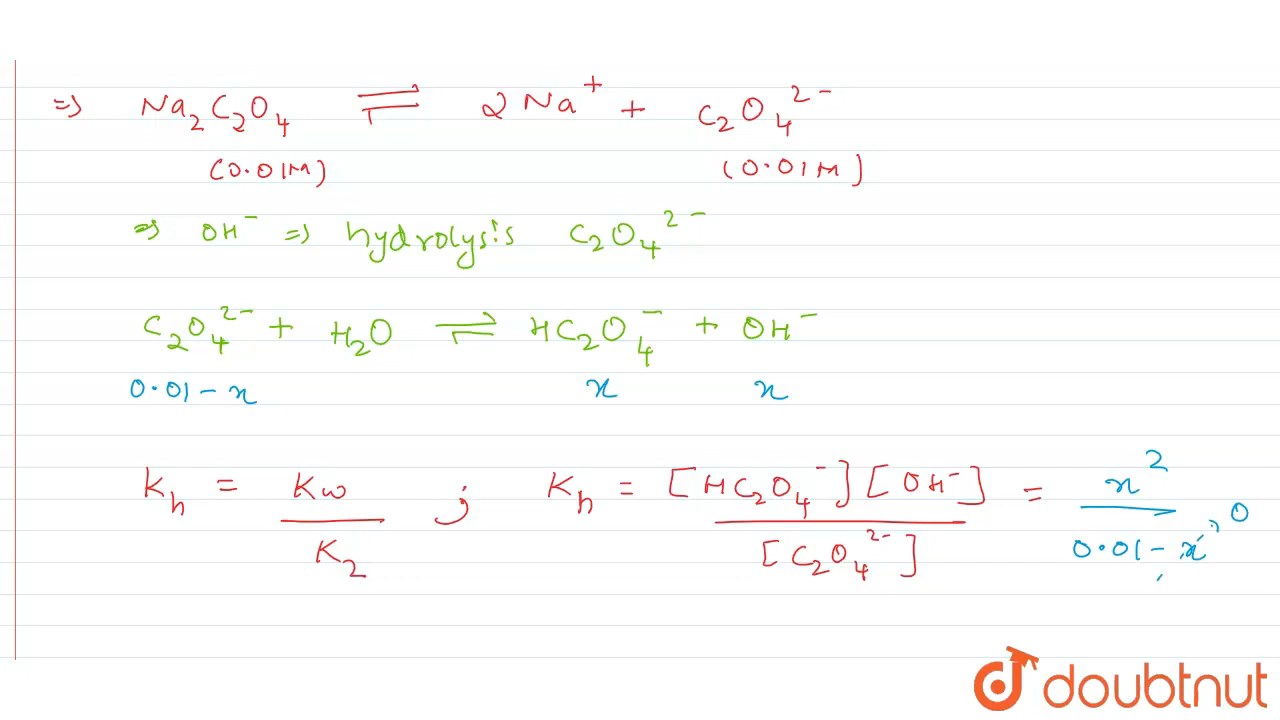 ⇒ Na₂C₂O₄ ⇌ 2Na⁺ + C₂O₄²⁻
(0.01M) (0.01M)
⇒ OH⁻ ⇒ hydrolysis C₂O₄²⁻
C₂O₄²⁻ + H₂O ⇌ HC₂O₄⁻ + OH⁻
0.01-x x x
Kh = Kw / K₂ ; Kh = [HC₂O₄⁻][OH⁻] / [C₂O₄²⁻] = x² / 0.01-x → 0
doubtnut